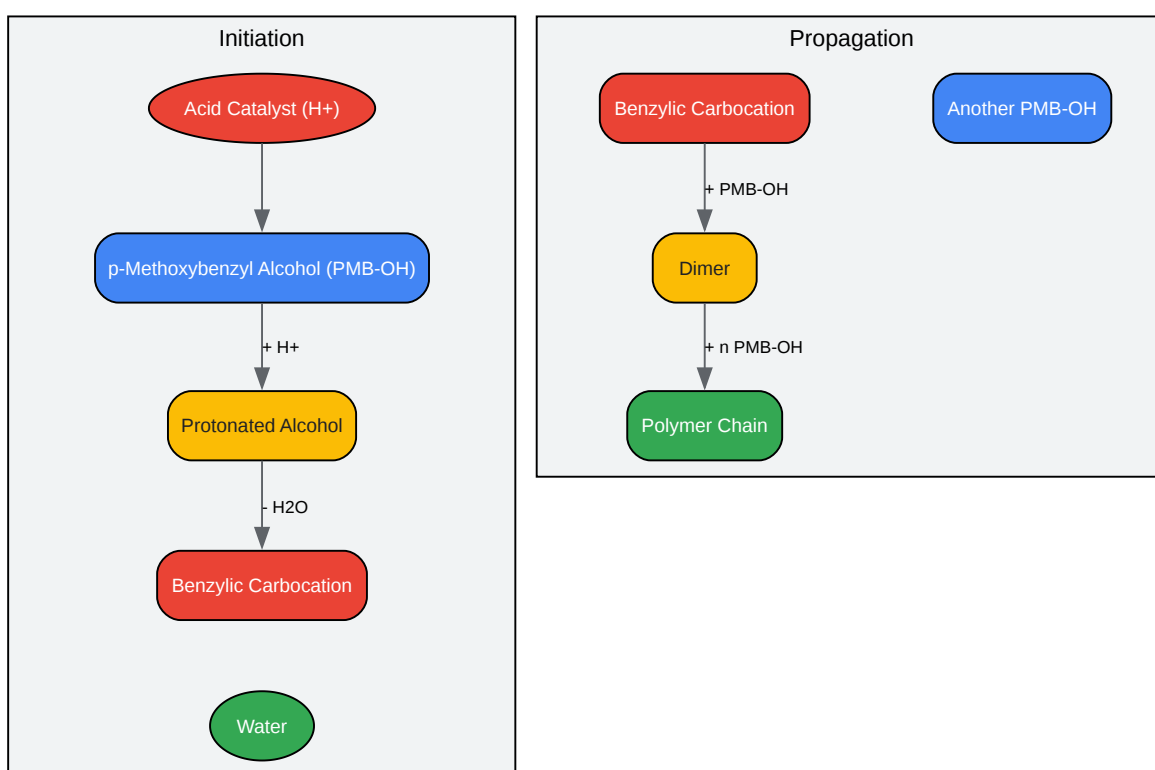 Initiation
Acid Catalyst (H+)
p-Methoxybenzyl Alcohol (PMB-OH)
+ H+
Protonated Alcohol
- H2O
Benzylic Carbocation
Water
Propagation
Benzylic Carbocation
Another PMB-OH
+ PMB-OH
Dimer
+ n PMB-OH
Polymer Chain